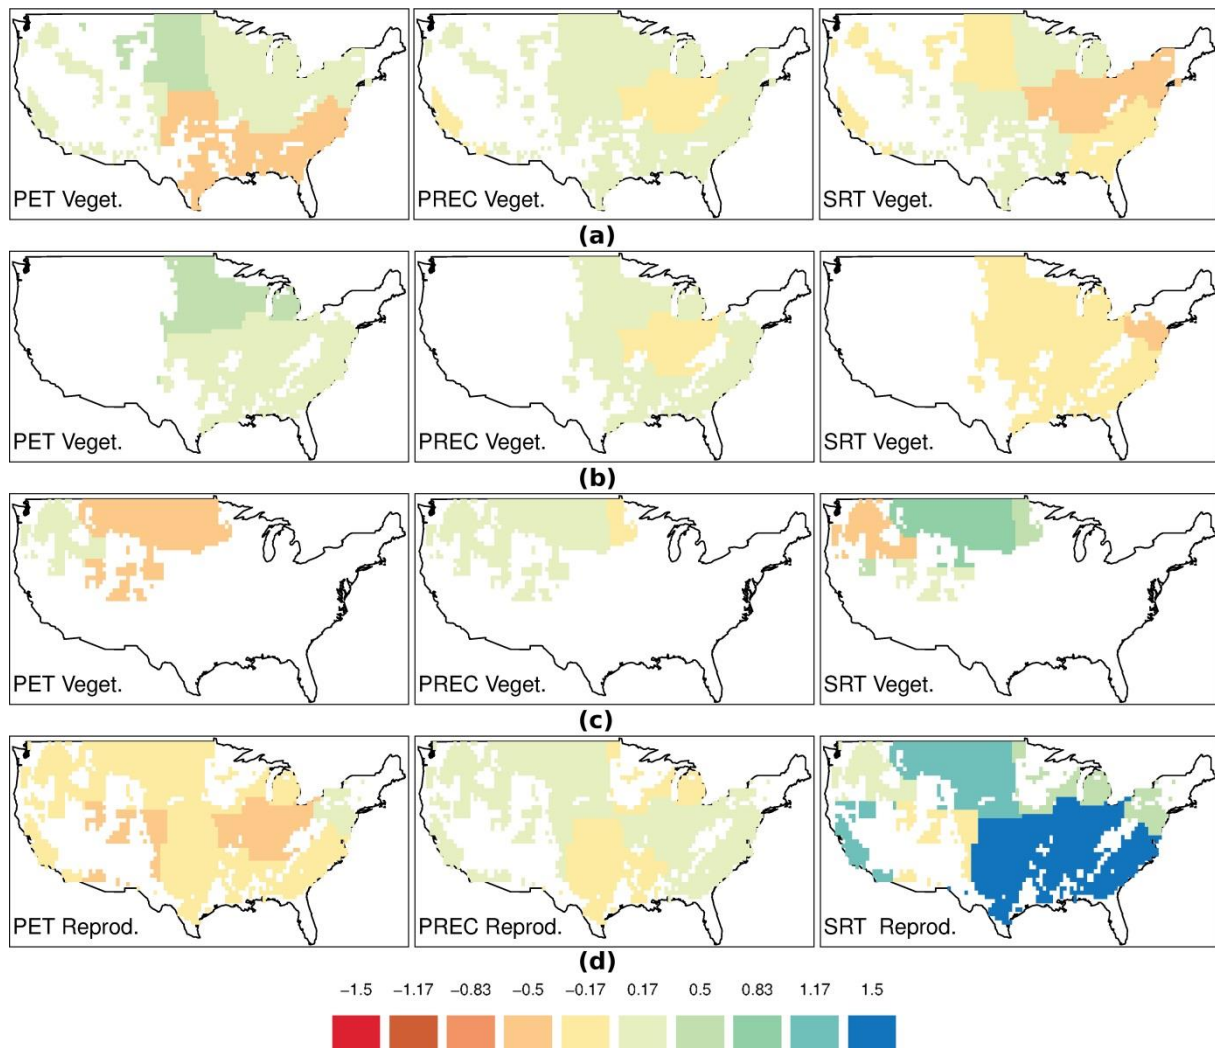 PET Veget. PREC Veget. SRT Veget.
(a)
PET Veget. PREC Veget. SRT Veget.
(b)
PET Veget. PREC Veget. SRT Veget.
(c)
PET Reprod. PREC Reprod. SRT Reprod.
(d)
−1.5 −1.17 −0.83 −0.5 −0.17 0.17 0.5 0.83 1.17 1.5